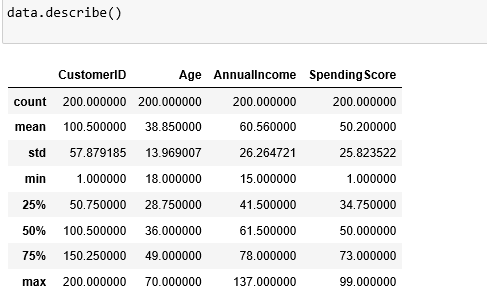 data.describe()
CustomerID Age AnnualIncome SpendingScore
count 200.000000 200.000000 200.000000 200.000000
mean 100.500000 38.850000 60.560000 50.200000
std 57.879185 13.969007 26.264721 25.823522
min 1.000000 18.000000 15.000000 1.000000
25% 50.750000 28.750000 41.500000 34.750000
50% 100.500000 36.000000 61.500000 50.000000
75% 150.250000 49.000000 78.000000 73.000000
max 200.000000 70.000000 137.000000 99.000000